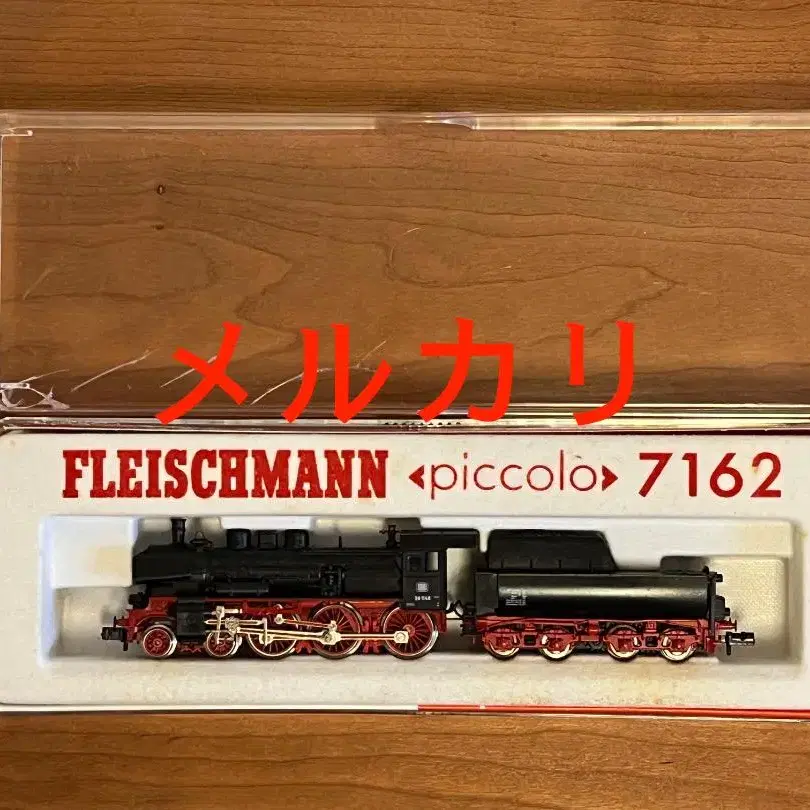 メルカリ
FLEISCHMANN <piccolo> 7162